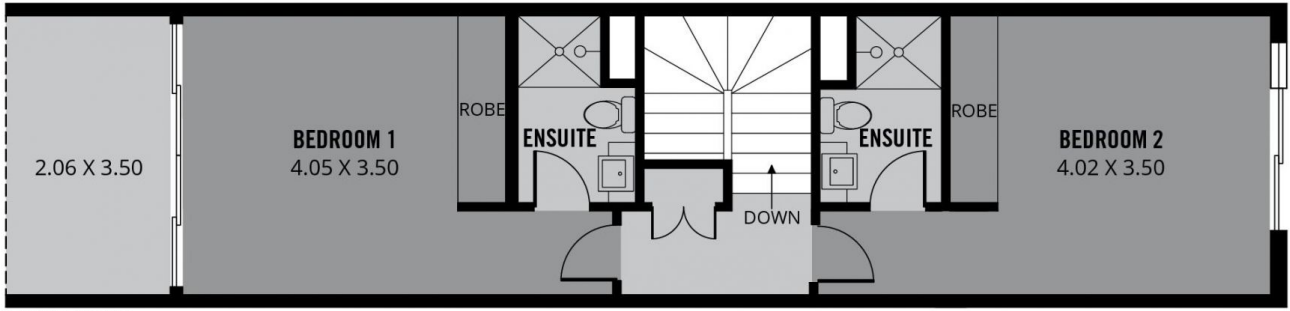 2.06 X 3.50
BEDROOM 1
4.05 X 3.50
ROBE
ENSUITE
DOWN
ENSUITE
ROBE
BEDROOM 2
4.02 X 3.50